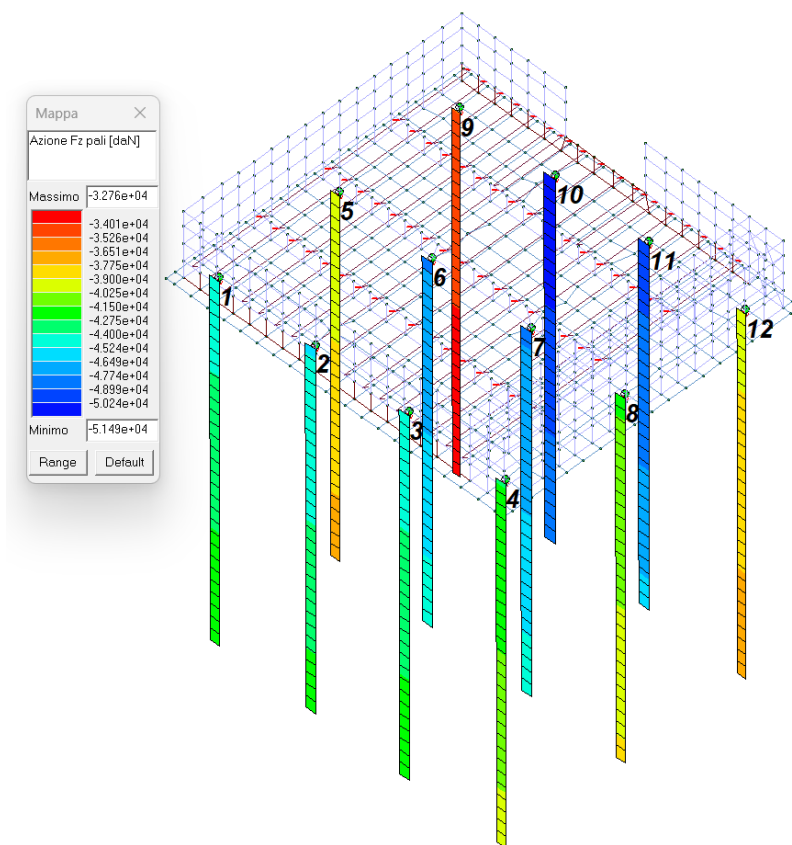 Mappa
Azione Fz pali [daN]
Massimo -3.276e+04
-3.401e+04
-3.526e+04
-3.651e+04
-3.775e+04
-3.900e+04
-4.025e+04
-4.150e+04
-4.275e+04
-4.400e+04
-4.524e+04
-4.649e+04
-4.774e+04
-4.899e+04
-5.024e+04
Minimo -5.149e+04
Range Default
9
10
5
11
6
1
12
7
2
8
3
4